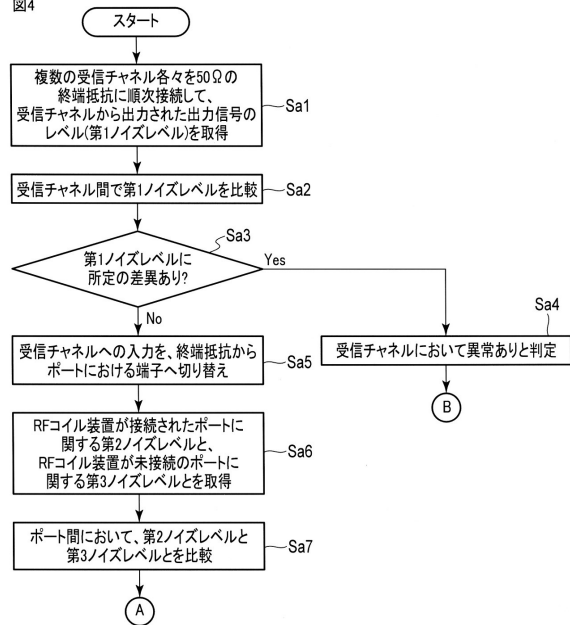 図4
スタート
複数の受信チャネル各々を50Ωの
終端抵抗に順次接続して、
受信チャネルから出力された出力信号の
レベル(第1ノイズレベル)を取得
Sa1
受信チャネル間で第1ノイズレベルを比較
Sa2
Sa3
第1ノイズレベルに
所定の差異あり?
Yes
No
Sa4
受信チャネルにおいて異常ありと判定
B
受信チャネルへの入力を、終端抵抗から
ポートにおける端子へ切り替え
Sa5
RFコイル装置が接続されたポートに
関する第2ノイズレベルと、
RFコイル装置が未接続のポートに
関する第3ノイズレベルとを取得
Sa6
ポート間において、第2ノイズレベルと
第3ノイズレベルとを比較
Sa7
A